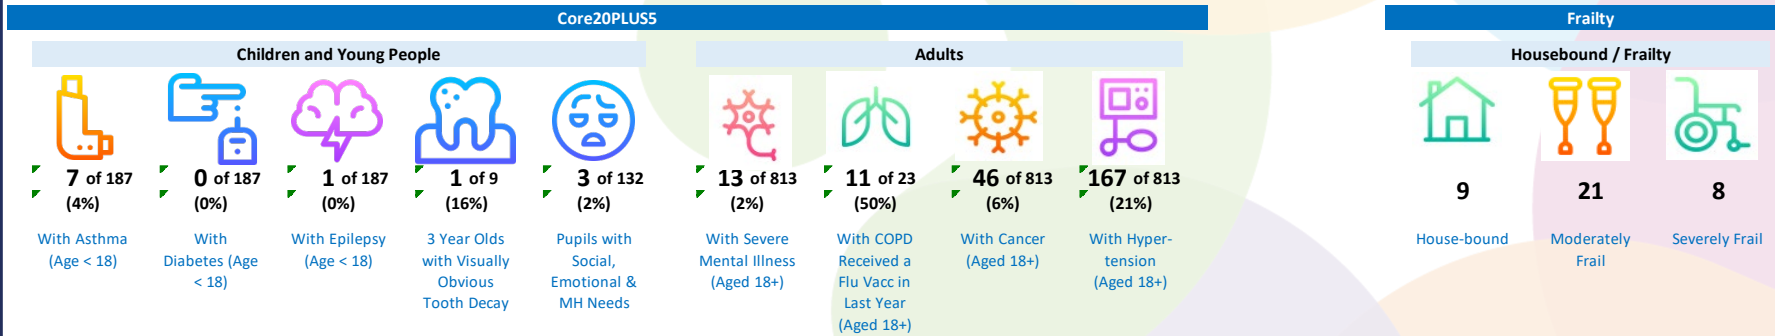 Core20PLUS5
Frailty
Children and Young People
Adults
Housebound / Frailty
7 of 187
(4%)
With Asthma
(Age < 18)
0 of 187
(0%)
With
Diabetes (Age
< 18)
1 of 187
(0%)
With Epilepsy
(Age < 18)
1 of 9
(16%)
3 Year Olds
with Visually
Obvious
Tooth Decay
3 of 132
(2%)
Pupils with
Social,
Emotional &
MH Needs
13 of 813
(2%)
With Severe
Mental Illness
(Aged 18+)
11 of 23
(50%)
With COPD
Received a
Flu Vacc in
Last Year
(Aged 18+)
46 of 813
(6%)
With Cancer
(Aged 18+)
167 of 813
(21%)
With Hyper-
tension
(Aged 18+)
9
House-bound
21
Moderately
Frail
8
Severely Frail